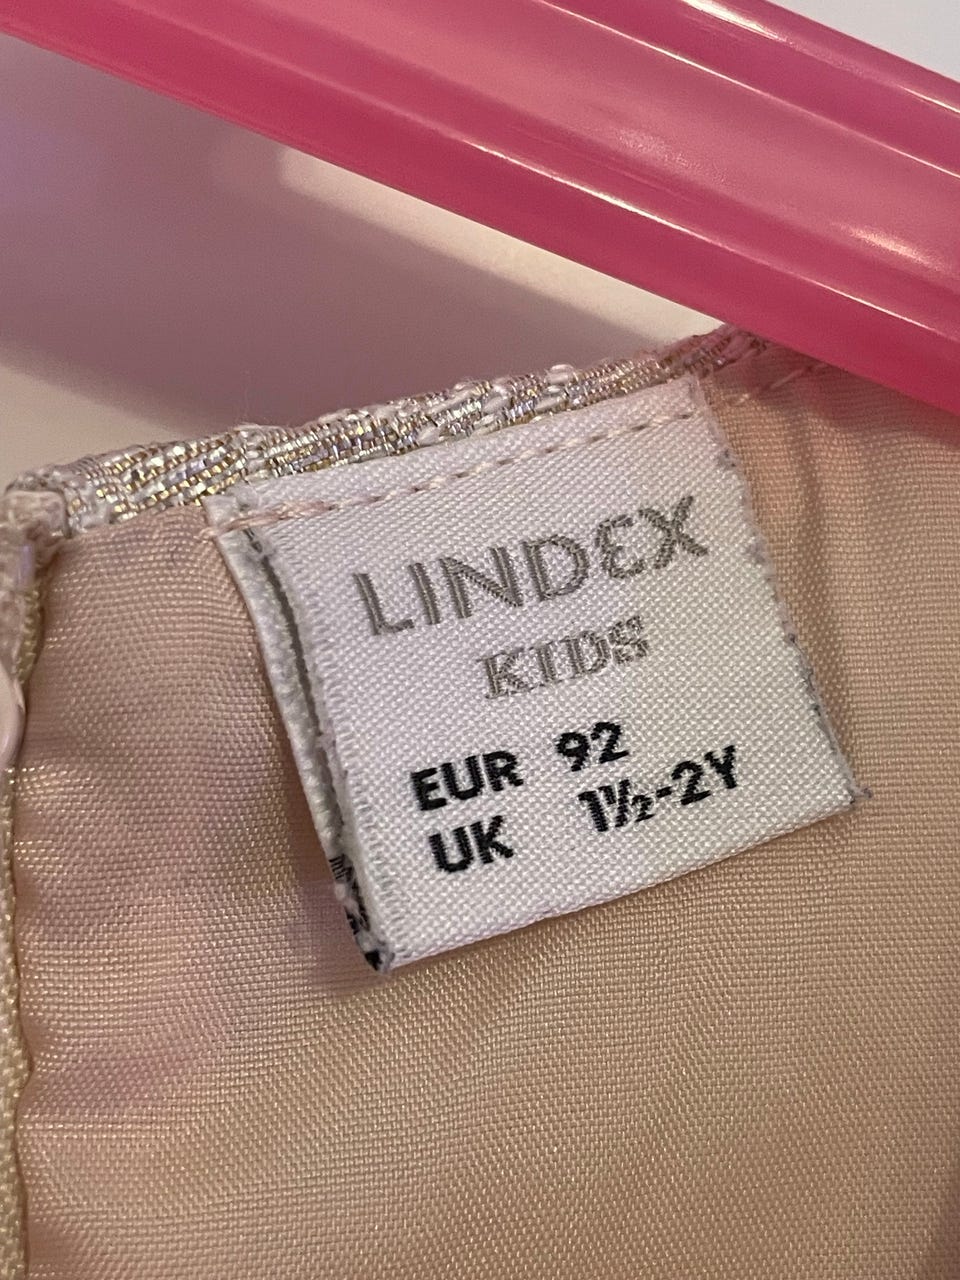 LINDEX
KIDS
EUR 92
UK 1½-2Y